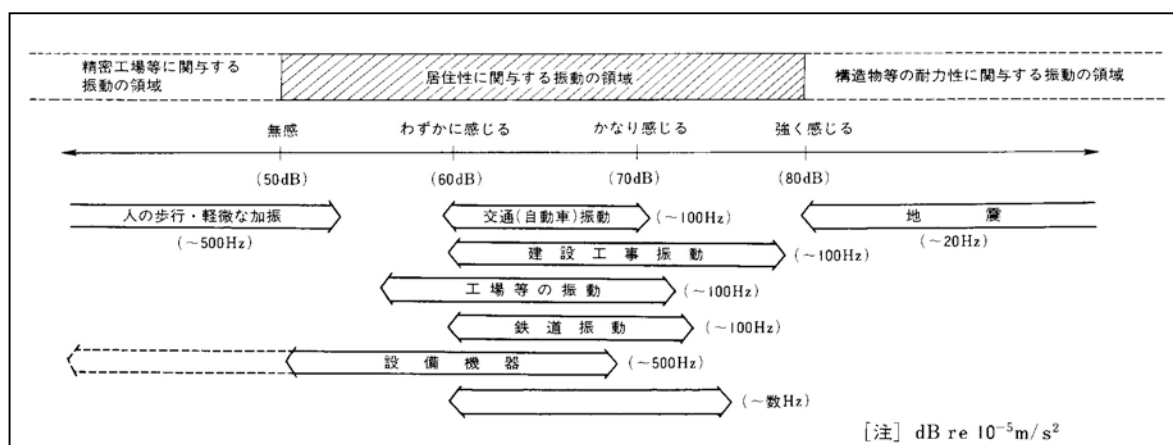 精密工場等に関与する
振動の領域
居住性に関与する振動の領域
構造物等の耐力性に関与する振動の領域
無感
わずかに感じる
かなり感じる
強く感じる
(50dB)
(60dB)
(70dB)
(80dB)
人の歩行・軽微な加振
(~500Hz)
交通(自動車)振動
(~100Hz)
地震
(~20Hz)
建設工事振動
(~100Hz)
工場等の振動
(~100Hz)
鉄道振動
(~100Hz)
設備機器
(~500Hz)
(~数Hz)
[注] dB re 10⁻⁵m/s²